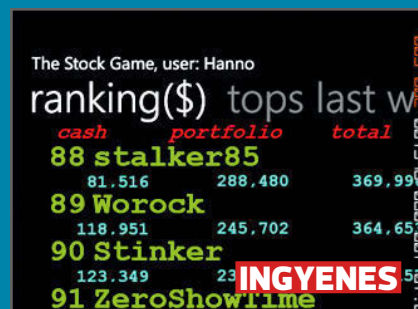 The Stock Game, user: Hanno
ranking($) tops last w
cash portfolio total
88 stalker85
81.516 288,480 369,99
89 Worock
118.951 245,702 364,65
90 Stinker
123.349 23
INGYENES
91 ZeroShowTime